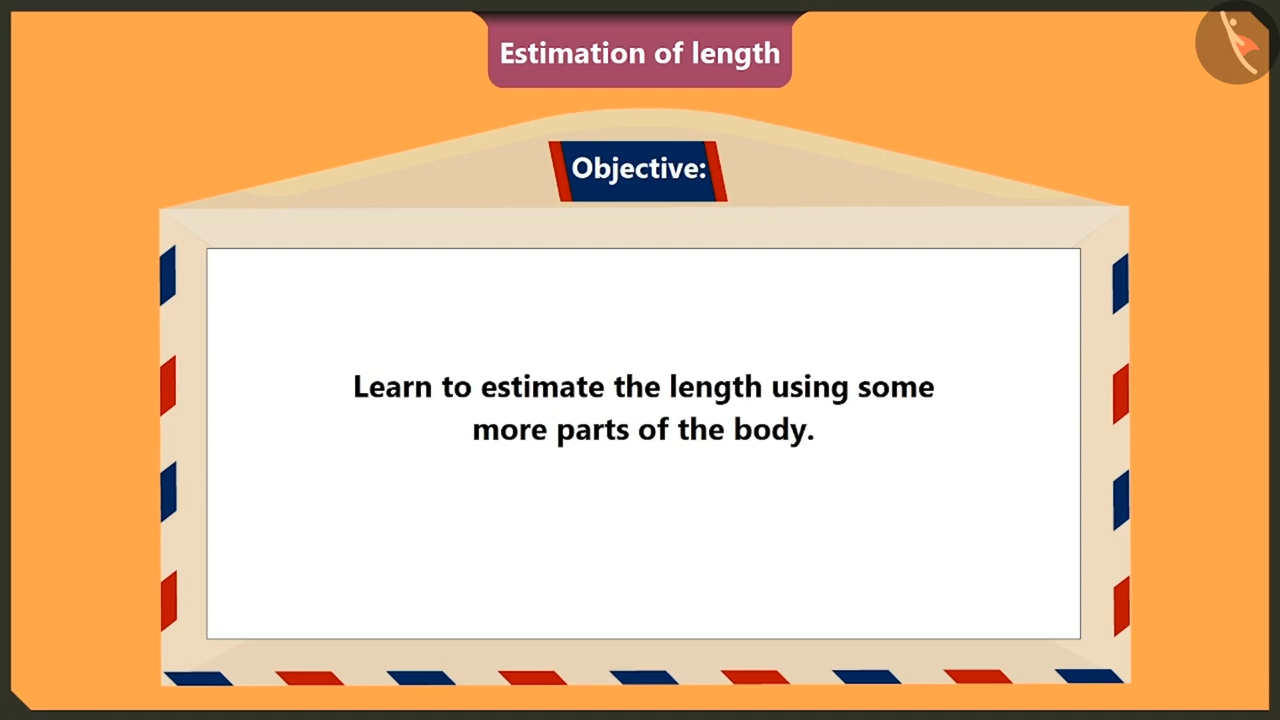 Estimation of length
Objective:
Learn to estimate the length using some
more parts of the body.